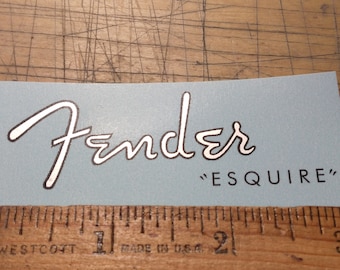 Fender
"ESQUIRE"
1 2
WESTCOTT MADE IN U.S.A.